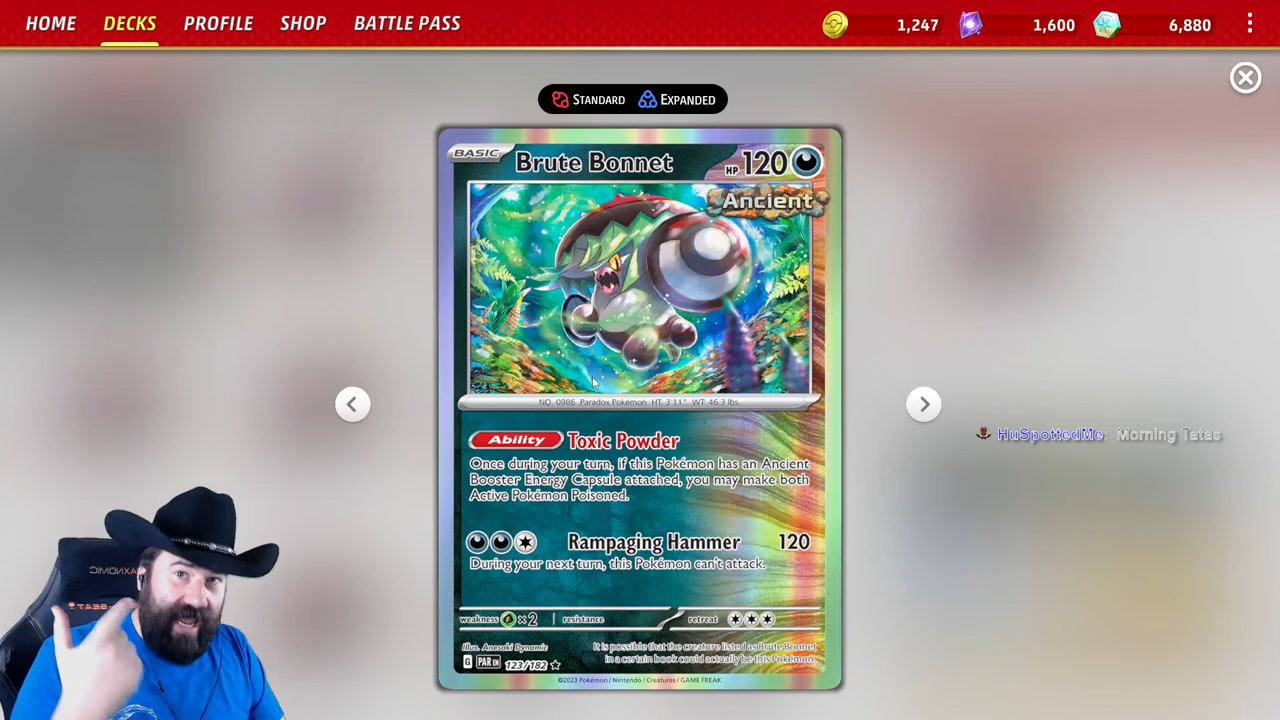 HOME DECKS PROFILE SHOP BATTLE PASS 1,247 1,600 6,880
STANDARD EXPANDED
BASIC Brute Bonnet HP 120
Ancient
NO. 0986 Paradox Pokémon HT: 3'11" WT: 46.3 lbs.
Ability Toxic Powder
Once during your turn, if this Pokémon has an Ancient
Booster Energy Capsule attached, you may make both
Active Pokémon Poisoned.
Rampaging Hammer 120
During your next turn, this Pokémon can't attack.
weakness ×2 resistance retreat
Illus. Anesaki Dynamic
G PAR EN 123/182
It is possible that the creature listed as Brute Bonnet
in a certain book could actually be this Pokémon.
©2023 Pokémon / Nintendo / Creatures / GAME FREAK
HuSpottedMe: Morning Tatas